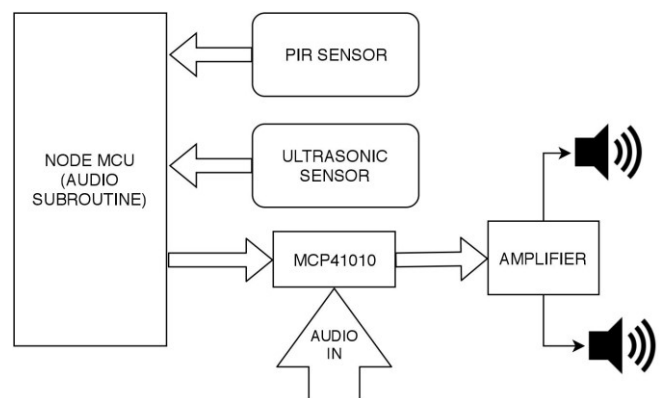 PIR SENSOR
NODE MCU
(AUDIO
SUBROUTINE)
ULTRASONIC
SENSOR
MCP41010
AMPLIFIER
AUDIO
IN